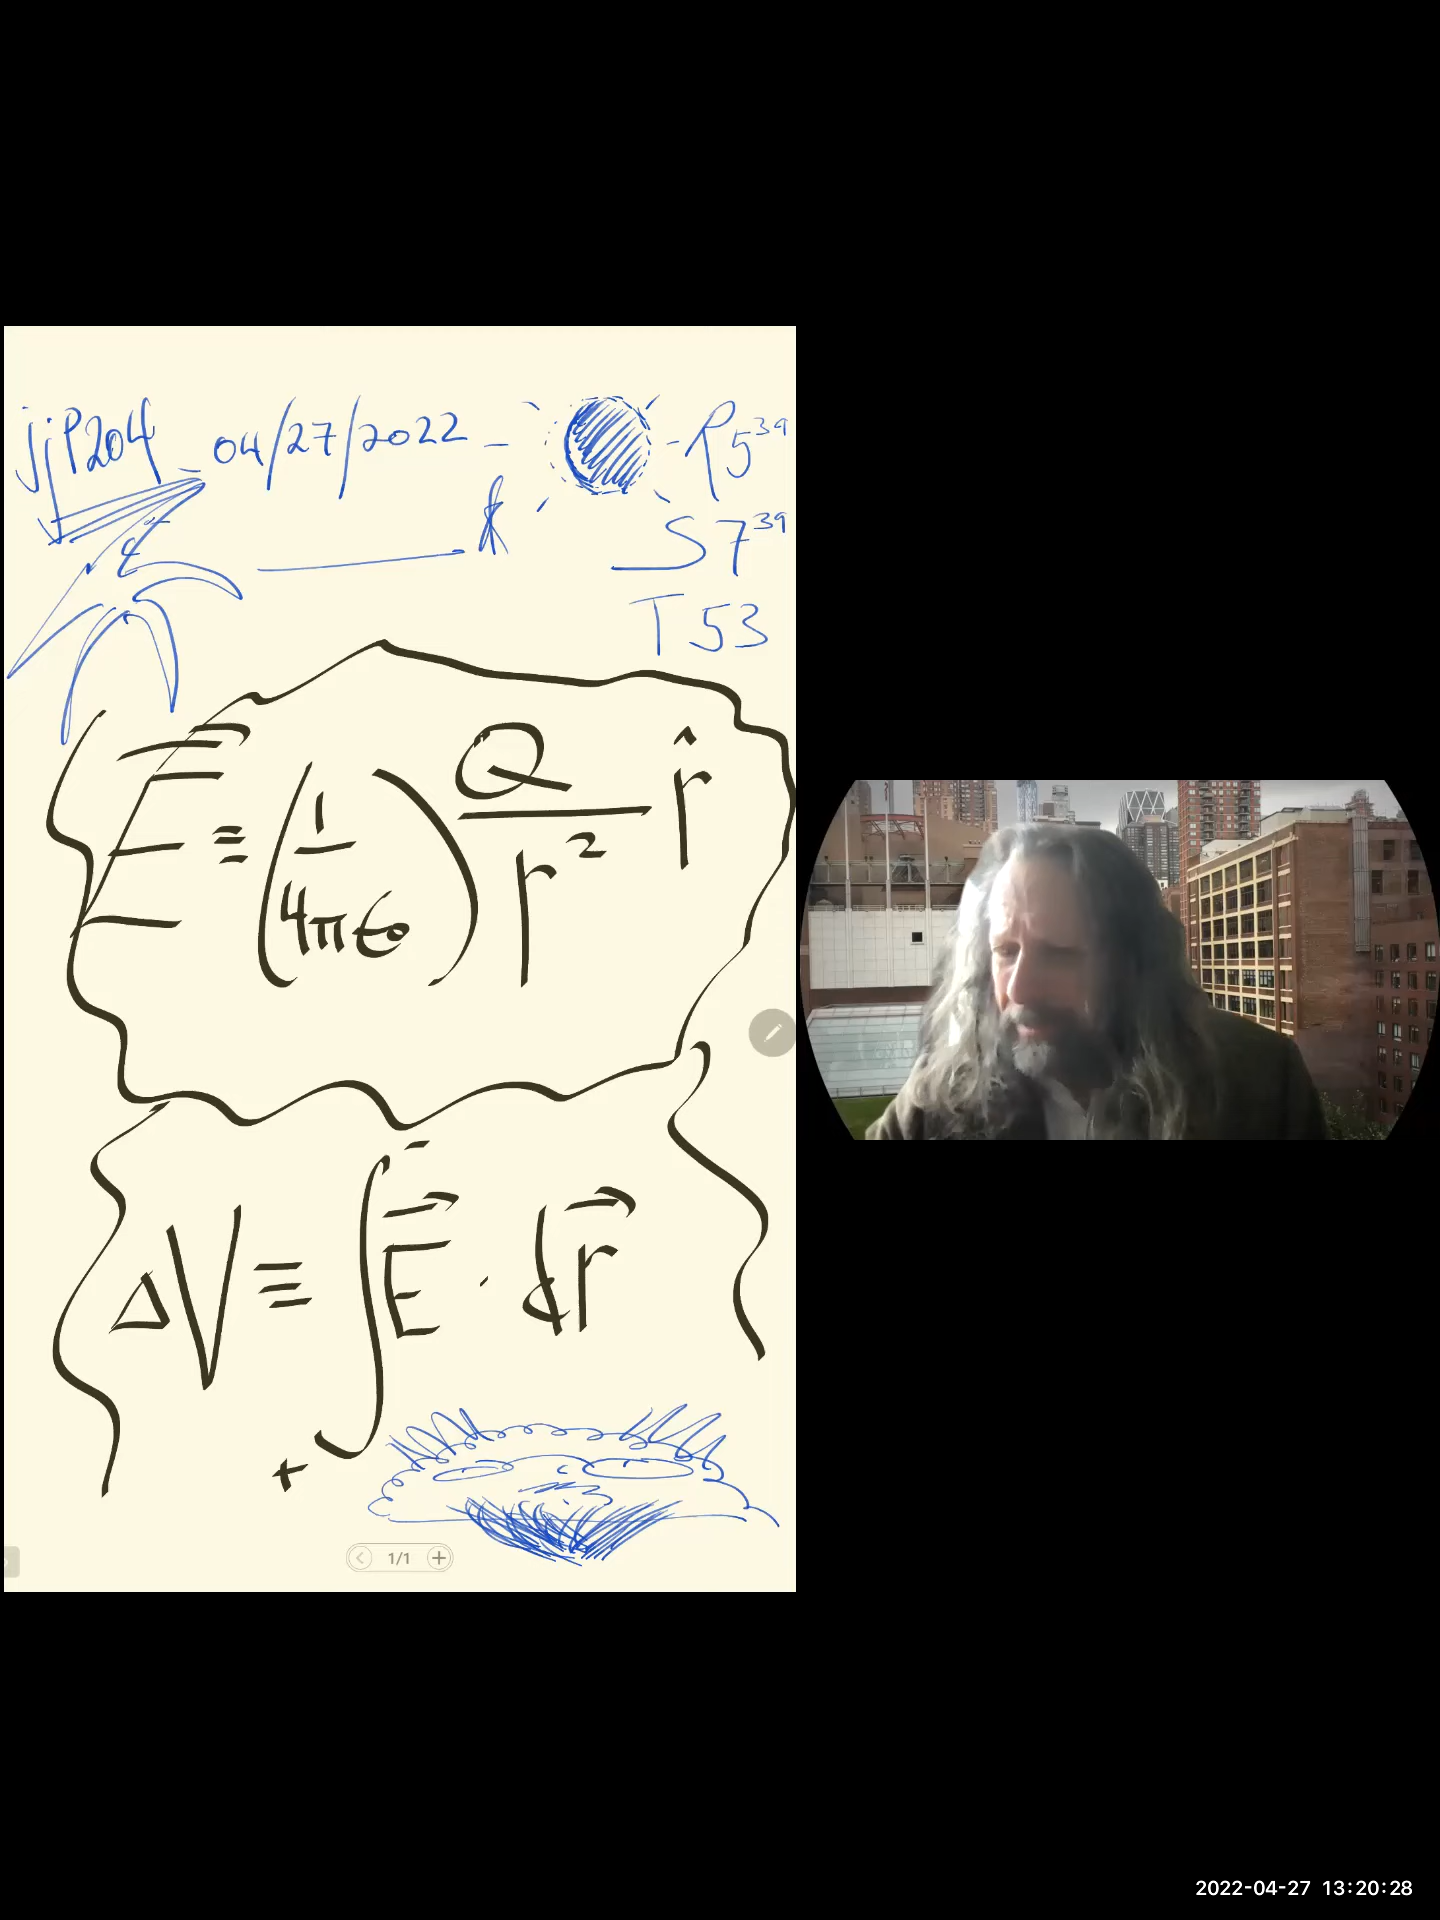 jjP204 - 04/27/2022 - R5³⁹
S7³⁹
T53
E⃗ = (1/4πε₀) Q/r² r̂
-
ΔV ≡ ∫ E⃗ · dr⃗
+
1/1
2022-04-27 13:20:28